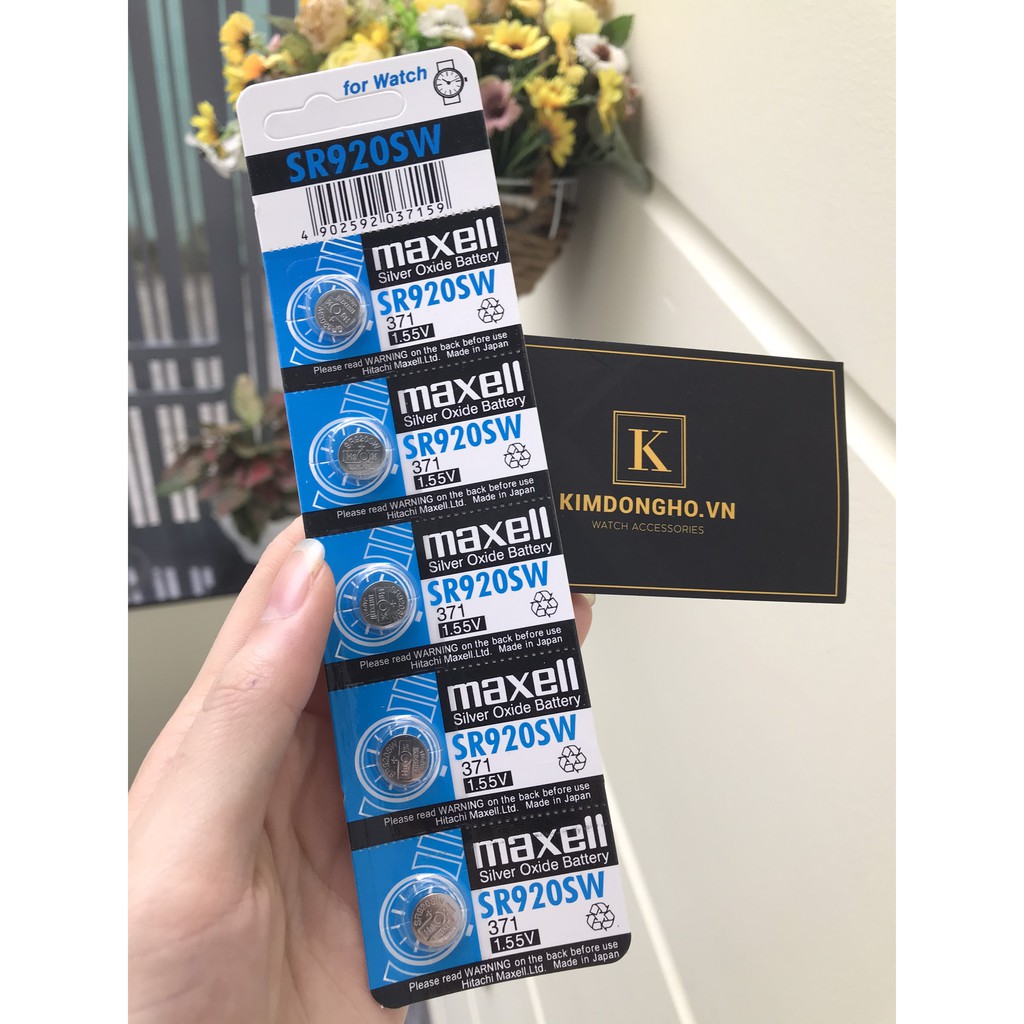 for Watch
SR920SW
4 902592 037159
maxell
Silver Oxide Battery
SR920SW
371
1.55V
Please read WARNING on the back before use
Hitachi Maxell.Ltd. Made in Japan
maxell
Silver Oxide Battery
SR920SW
371
1.55V
Please read WARNING on the back before use
Hitachi Maxell.Ltd. Made in Japan
maxell
Silver Oxide Battery
SR920SW
371
1.55V
Please read WARNING on the back before use
Hitachi Maxell.Ltd. Made in Japan
maxell
Silver Oxide Battery
SR920SW
371
1.55V
Please read WARNING on the back before use
Hitachi Maxell.Ltd. Made in Japan
maxell
Silver Oxide Battery
SR920SW
371
1.55V
Please read WARNING on the back before use
Hitachi Maxell.Ltd. Made in Japan
K
KIMDONGHO.VN
WATCH ACCESSORIES